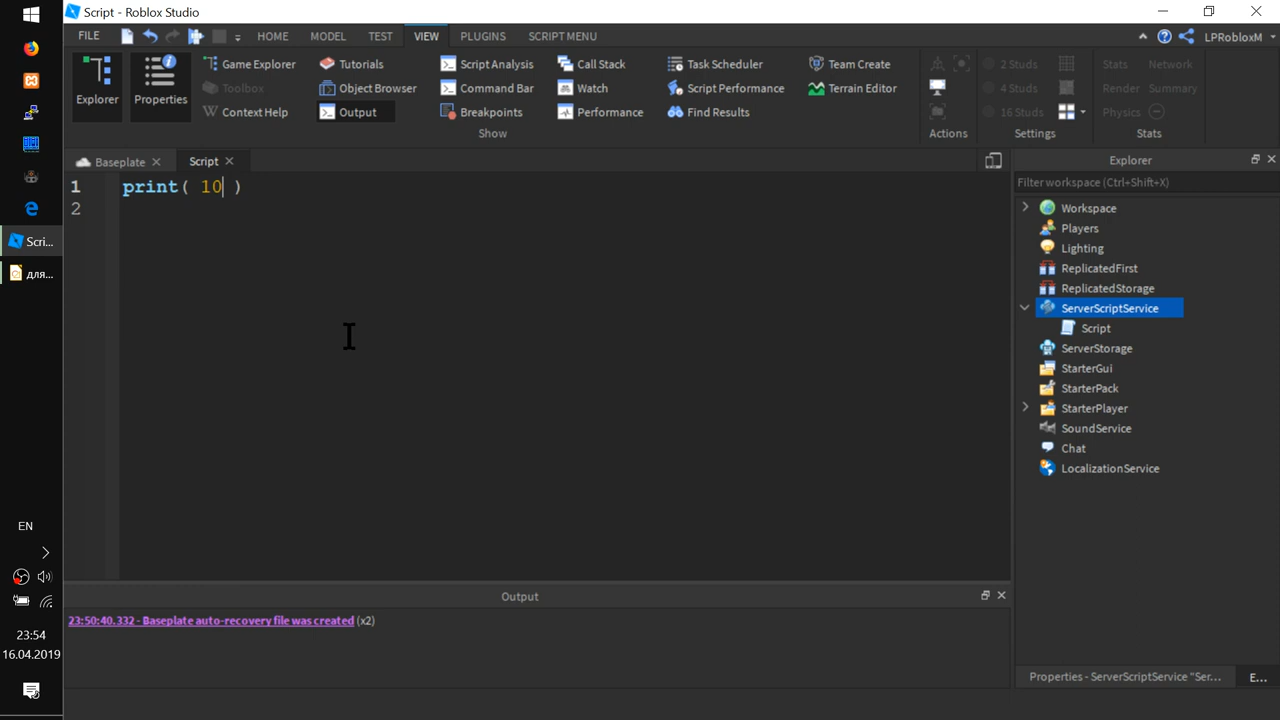 Script - Roblox Studio
FILE
HOME
MODEL
TEST
VIEW
PLUGINS
SCRIPT MENU
LPRobloxM
Explorer
Properties
Game Explorer
Toolbox
Context Help
Tutorials
Object Browser
Output
Script Analysis
Command Bar
Breakpoints
Call Stack
Watch
Performance
Task Scheduler
Script Performance
Find Results
Team Create
Terrain Editor
Show
Actions
2 Studs
4 Studs
16 Studs
Settings
Stats
Network
Render
Summary
Physics
Stats
Baseplate
Script
1
print( 10 )
2
Explorer
Filter workspace (Ctrl+Shift+X)
Workspace
Players
Lighting
ReplicatedFirst
ReplicatedStorage
ServerScriptService
Script
ServerStorage
StarterGui
StarterPack
StarterPlayer
SoundService
Chat
LocalizationService
Output
23:50:40.332 - Baseplate auto-recovery file was created (x2)
Properties - ServerScriptService "Ser...
E...
Scri...
для...
EN
23:54
16.04.2019